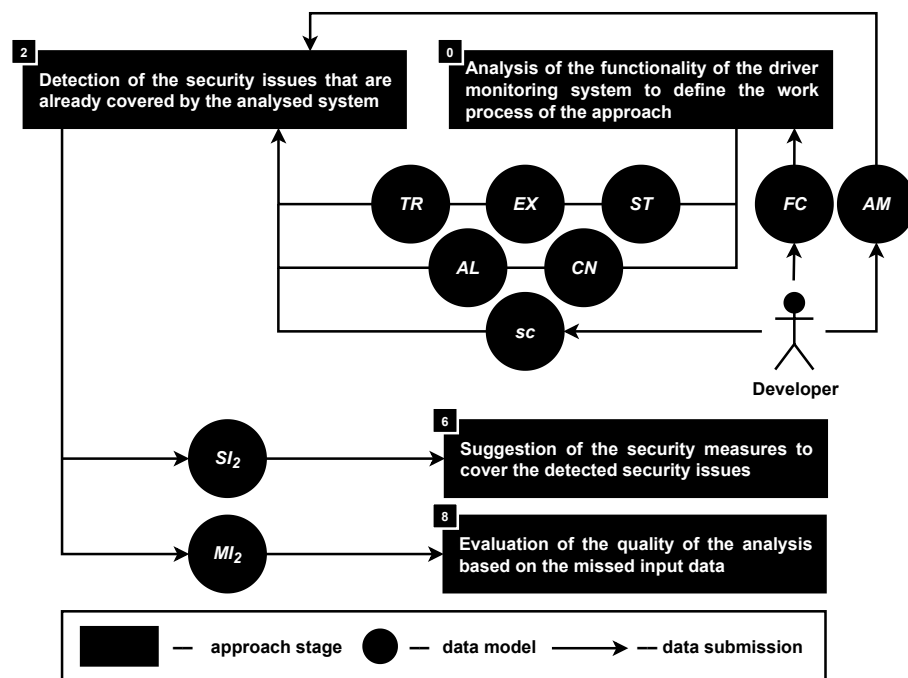 2
Detection of the security issues that are
already covered by the analysed system
0
Analysis of the functionality of the driver
monitoring system to define the work
process of the approach
TR
EX
ST
FC
AM
AL
CN
sc
Developer
SI2
6
Suggestion of the security measures to
cover the detected security issues
MI2
8
Evaluation of the quality of the analysis
based on the missed input data
— approach stage
— data model
— data submission